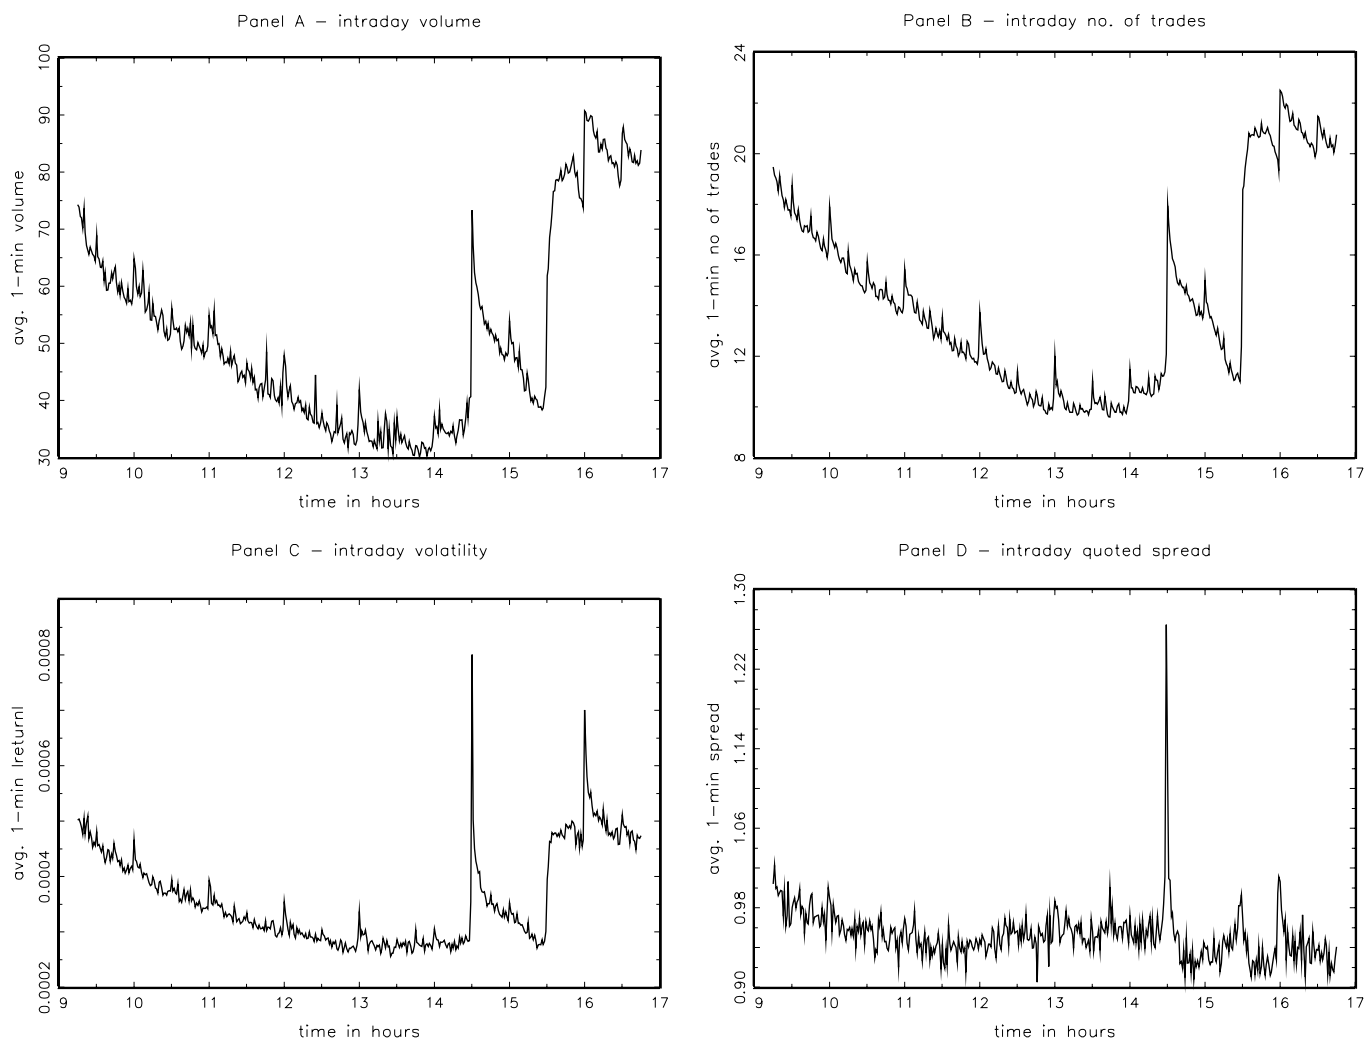 Panel A – intraday volume
avg. 1–min volume
100
90
80
70
60
50
40
30
9 10 11 12 13 14 15 16 17
time in hours
Panel B – intraday no. of trades
avg. 1–min no of trades
24
20
16
12
8
9 10 11 12 13 14 15 16 17
time in hours
Panel C – intraday volatility
avg. 1–min |return|
0.0008
0.0006
0.0004
0.0002
9 10 11 12 13 14 15 16 17
time in hours
Panel D – intraday quoted spread
avg. 1–min spread
1.30
1.22
1.14
1.06
0.98
0.90
9 10 11 12 13 14 15 16 17
time in hours